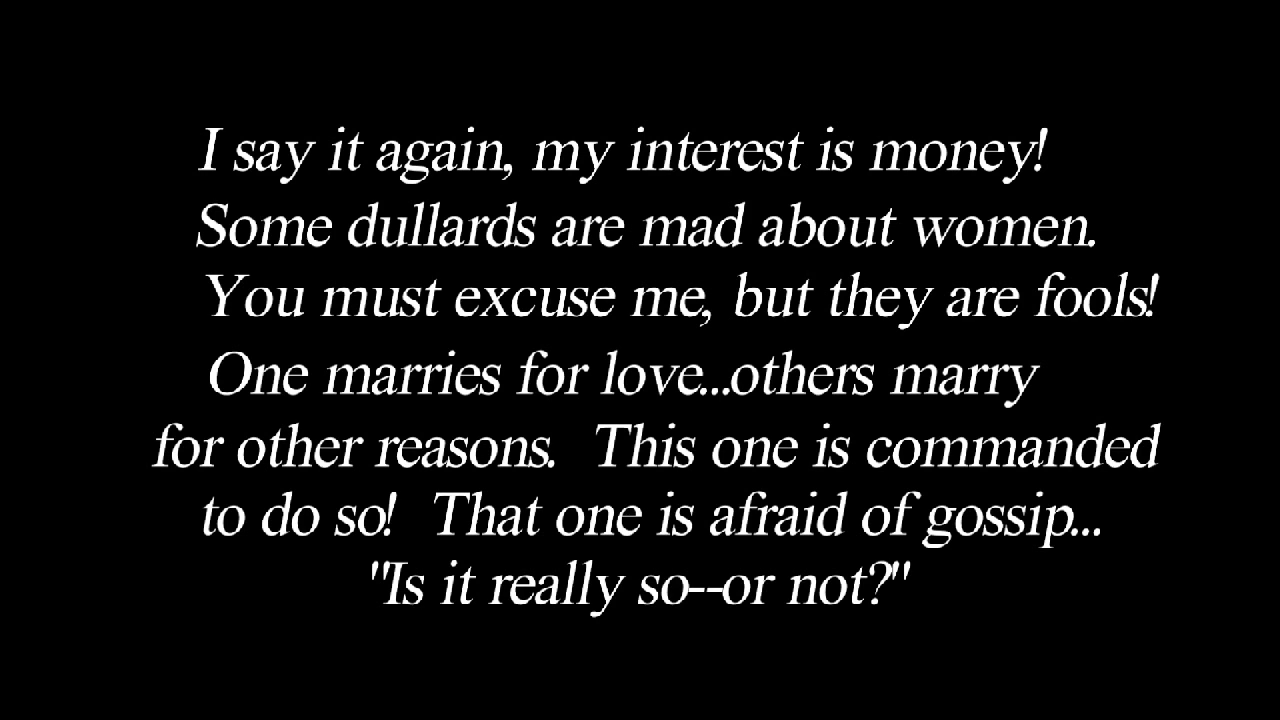 I say it again, my interest is money!
Some dullards are mad about women.
You must excuse me, but they are fools!
One marries for love...others marry
for other reasons.  This one is commanded
to do so!  That one is afraid of gossip...
"Is it really so--or not?"